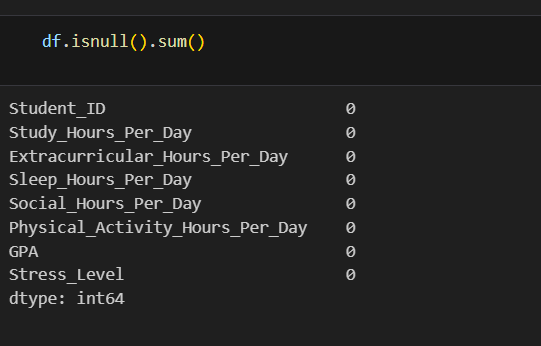 df.isnull().sum()
Student_ID 0
Study_Hours_Per_Day 0
Extracurricular_Hours_Per_Day 0
Sleep_Hours_Per_Day 0
Social_Hours_Per_Day 0
Physical_Activity_Hours_Per_Day 0
GPA 0
Stress_Level 0
dtype: int64